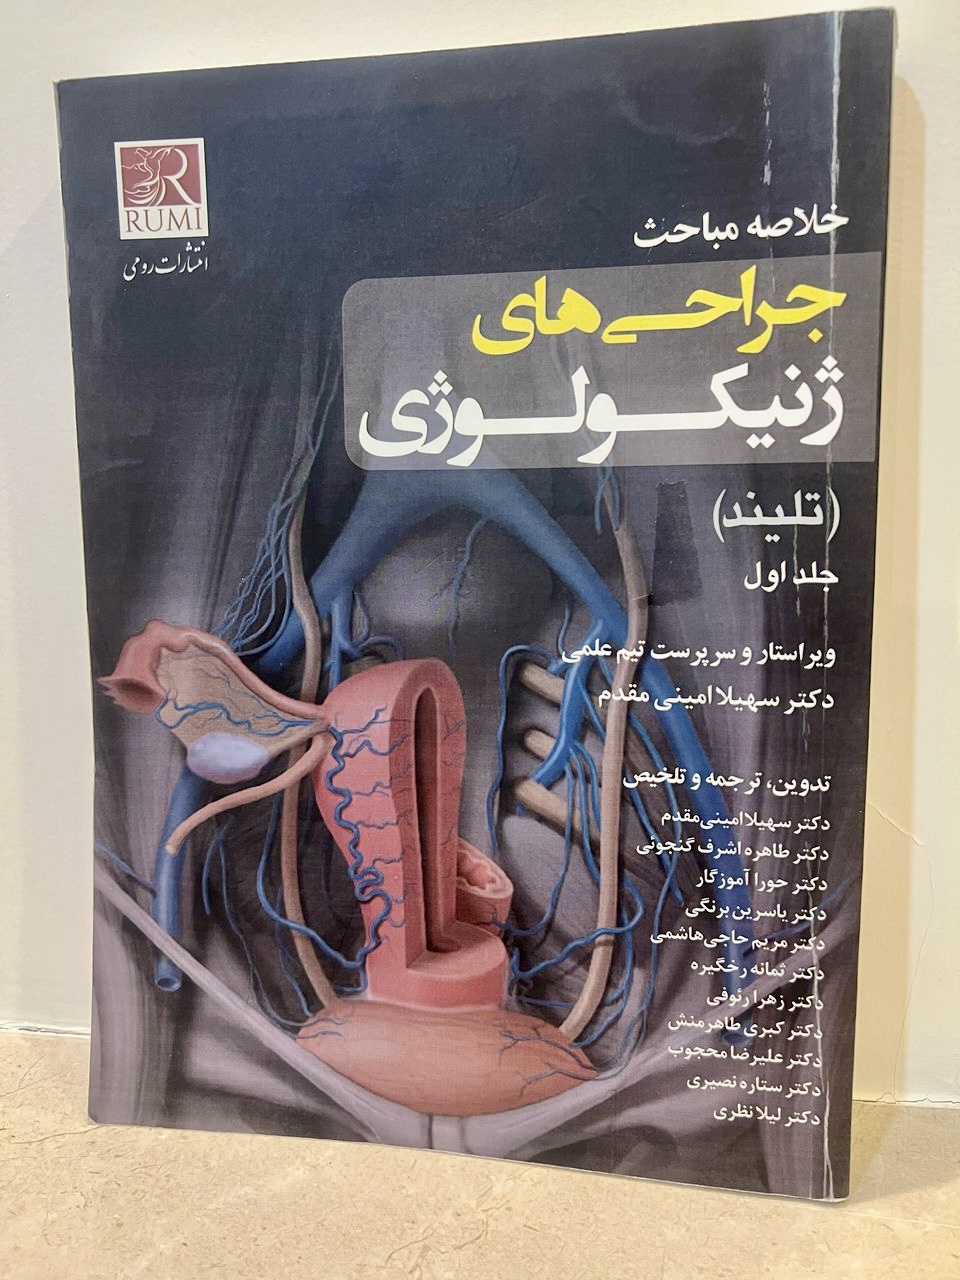 RUMI
انتشارات رومی
خلاصه مباحث
جراحی‌های
ژنیکولوژی
(تلیند)
جلد اول
ویراستار و سرپرست تیم علمی
دکتر سهیلا امینی مقدم
تدوین، ترجمه و تلخیص
دکتر سهیلا امینی‌مقدم
دکتر طاهره اشرف گنجوئی
دکتر حورا آموزگار
دکتر یاسرین برنگی
دکتر مریم حاجی‌هاشمی
دکتر ثمانه رخگیره
دکتر زهرا رئوفی
دکتر کبری طاهرمنش
دکتر علیرضا محجوب
دکتر ستاره نصیری
دکتر لیلا نظری